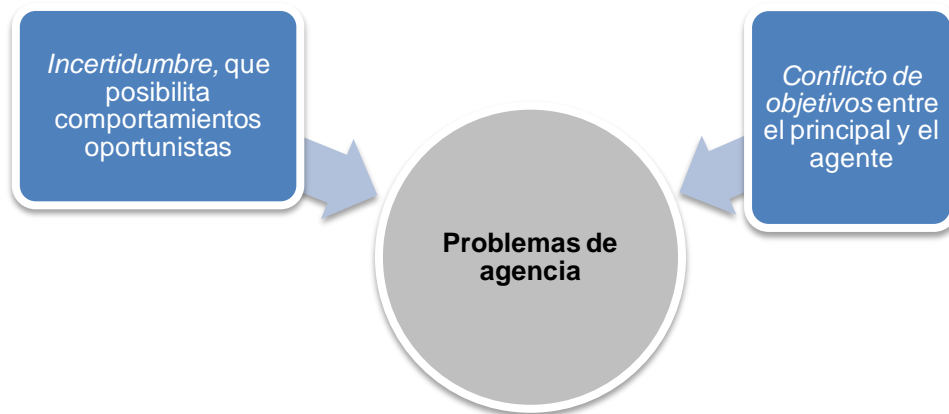 Incertidumbre, que
posibilita
comportamientos
oportunistas
Conflicto de
objetivos entre
el principal y el
agente
Problemas de
agencia